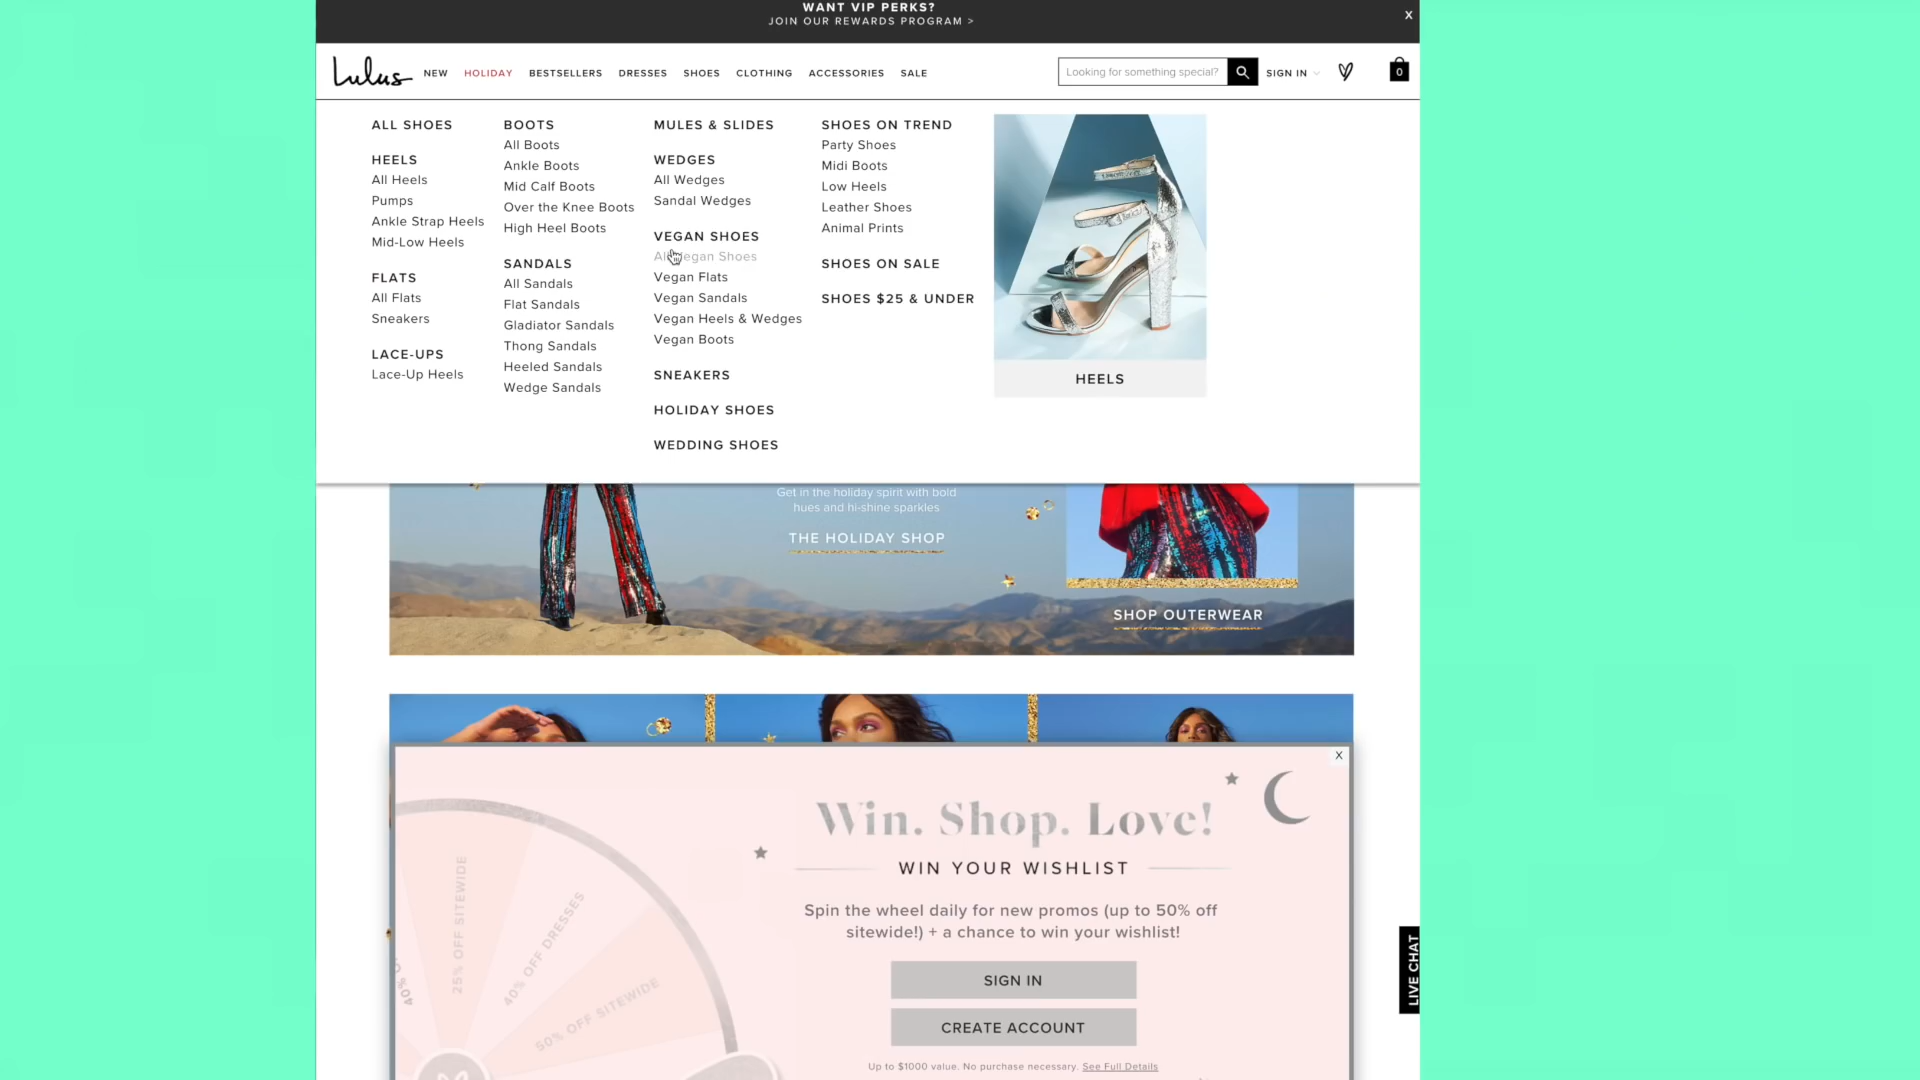 WANT VIP PERKS?
JOIN OUR REWARDS PROGRAM >
X
Lulus
NEW HOLIDAY BESTSELLERS DRESSES SHOES CLOTHING ACCESSORIES SALE
Looking for something special?
SIGN IN
0
ALL SHOES
HEELS
All Heels
Pumps
Ankle Strap Heels
Mid-Low Heels
FLATS
All Flats
Sneakers
LACE-UPS
Lace-Up Heels
BOOTS
All Boots
Ankle Boots
Mid Calf Boots
Over the Knee Boots
High Heel Boots
SANDALS
All Sandals
Flat Sandals
Gladiator Sandals
Thong Sandals
Heeled Sandals
Wedge Sandals
MULES & SLIDES
WEDGES
All Wedges
Sandal Wedges
VEGAN SHOES
All Vegan Shoes
Vegan Flats
Vegan Sandals
Vegan Heels & Wedges
Vegan Boots
SNEAKERS
HOLIDAY SHOES
WEDDING SHOES
SHOES ON TREND
Party Shoes
Midi Boots
Low Heels
Leather Shoes
Animal Prints
SHOES ON SALE
SHOES $25 & UNDER
HEELS
Get in the holiday spirit with bold
hues and hi-shine sparkles
THE HOLIDAY SHOP
SHOP OUTERWEAR
X
Win. Shop. Love!
WIN YOUR WISHLIST
Spin the wheel daily for new promos (up to 50% off
sitewide!) + a chance to win your wishlist!
SIGN IN
CREATE ACCOUNT
Up to $1000 value. No purchase necessary. See Full Details
25% OFF SITEWIDE
40% OFF DRESSES
50% OFF SITEWIDE
LIVE CHAT